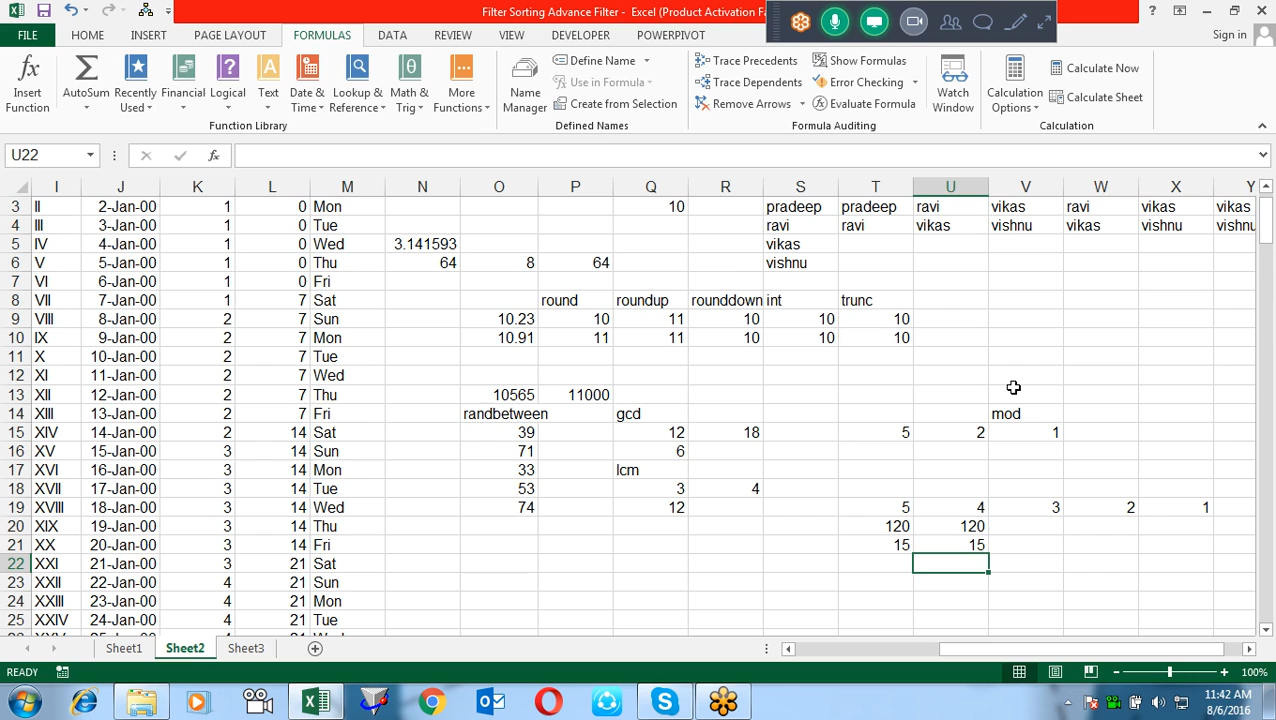 Filter Sorting Advance Filter - Excel (Product Activation Fa
FILE HOME INSERT PAGE LAYOUT FORMULAS DATA REVIEW VIEW DEVELOPER POWERPIVOT Sign in
Insert Function
AutoSum
Recently Used
Financial
Logical
Text
Date & Time
Lookup & Reference
Math & Trig
More Functions
Function Library
Name Manager
Define Name
Use in Formula
Create from Selection
Defined Names
Trace Precedents
Trace Dependents
Remove Arrows
Show Formulas
Error Checking
Evaluate Formula
Formula Auditing
Watch Window
Calculation Options
Calculate Now
Calculate Sheet
Calculation
U22 fx
I J K L M N O P Q R S T U V W X Y
3 II 2-Jan-00 1 0 Mon 10 pradeep pradeep ravi vikas ravi vikas vikas
4 III 3-Jan-00 1 0 Tue ravi ravi vikas vishnu vikas vishnu vishnu
5 IV 4-Jan-00 1 0 Wed 3.141593 vikas
6 V 5-Jan-00 1 0 Thu 64 8 64 vishnu
7 VI 6-Jan-00 1 0 Fri
8 VII 7-Jan-00 1 7 Sat round roundup rounddown int trunc
9 VIII 8-Jan-00 2 7 Sun 10.23 10 11 10 10 10
10 IX 9-Jan-00 2 7 Mon 10.91 11 11 10 10 10
11 X 10-Jan-00 2 7 Tue
12 XI 11-Jan-00 2 7 Wed
13 XII 12-Jan-00 2 7 Thu 10565 11000
14 XIII 13-Jan-00 2 7 Fri randbetween gcd mod
15 XIV 14-Jan-00 2 14 Sat 39 12 18 5 2 1
16 XV 15-Jan-00 3 14 Sun 71 6
17 XVI 16-Jan-00 3 14 Mon 33 lcm
18 XVII 17-Jan-00 3 14 Tue 53 3 4
19 XVIII 18-Jan-00 3 14 Wed 74 12 5 4 3 2 1
20 XIX 19-Jan-00 3 14 Thu 120 120
21 XX 20-Jan-00 3 14 Fri 15 15
22 XXI 21-Jan-00 3 21 Sat
23 XXII 22-Jan-00 4 21 Sun
24 XXIII 23-Jan-00 4 21 Mon
25 XXIV 24-Jan-00 4 21 Tue
Sheet1 Sheet2 Sheet3
READY 100%
11:42 AM
8/6/2016